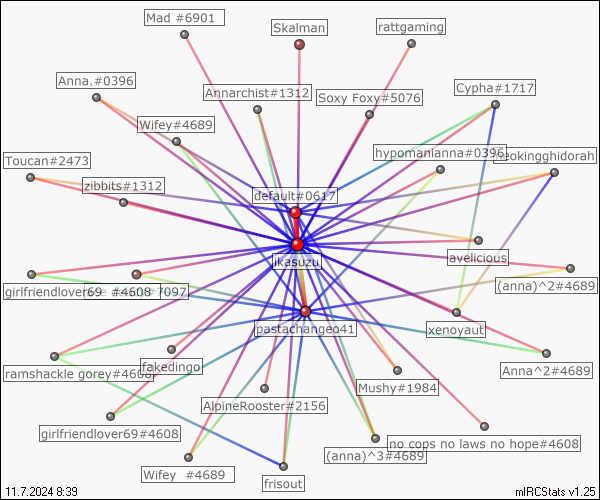 Mad #6901
Skalman
rattgaming
Anna.#0396
Annarchist#1312
Soxy Foxy#5076
Cypha#1717
Wifey#4689
hypomanianna#0396
eokingghidorah
Toucan#2473
zibbits#1312
default#0617
jkasuzu
avelicious
girlfriendlover69 #4608
7097
(anna)^2#4689
pastachangeo41
xenoyaut
ramshackle gorey#4608
fakedingo
Mushy#1984
Anna^2#4689
AlpineRooster#2156
girlfriendlover69#4608
no cops no laws no hope#4608
(anna)^3#4689
Wifey #4689
frisout
11.7.2024 8:39
mIRCStats v1.25